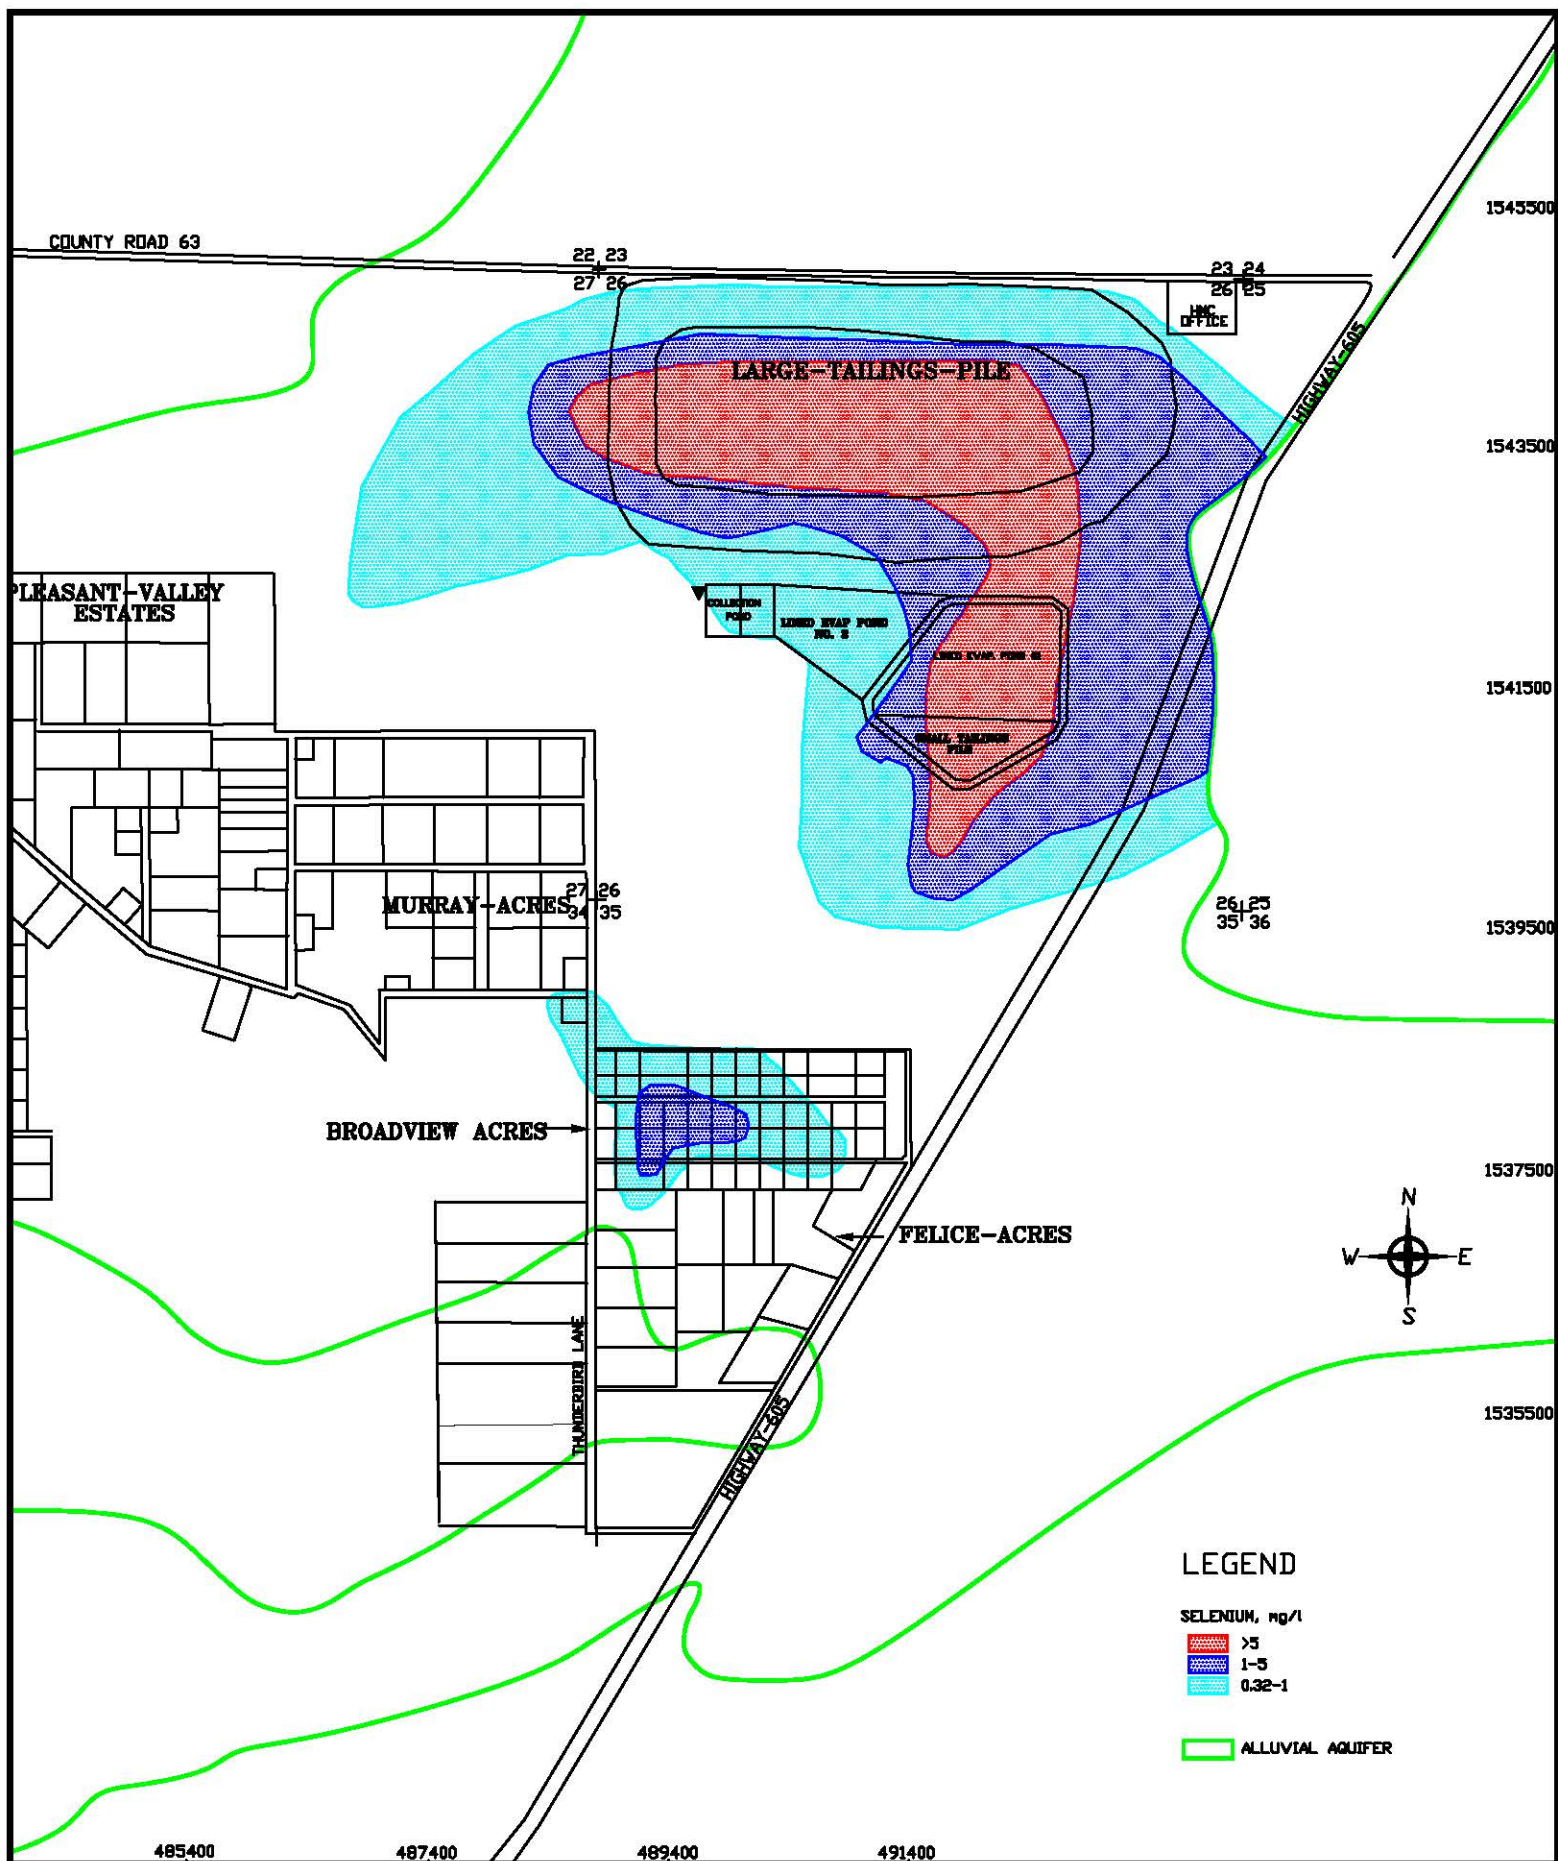 1545500
COUNTY ROAD 63
22 23
27 26
23 24
26 25
HMC
OFFICE
HIGHWAY-605
LARGE-TAILINGS-PILE
1543500
PLEASANT-VALLEY
ESTATES
COLLECTION
POND
LINED EVAP POND
NO. 2
LINED EVAP POND
1541500
SMALL TAILINGS
PILE
MURRAY-ACRES
27 26
34 35
26 25
35 36
1539500
BROADVIEW ACRES
1537500
FELICE-ACRES
N
W E
S
THUNDERBIRD LANE
HIGHWAY-605
1535500
LEGEND
SELENIUM, mg/l
>5
1-5
0.32-1
ALLUVIAL AQUIFER
485400
487400
489400
491400